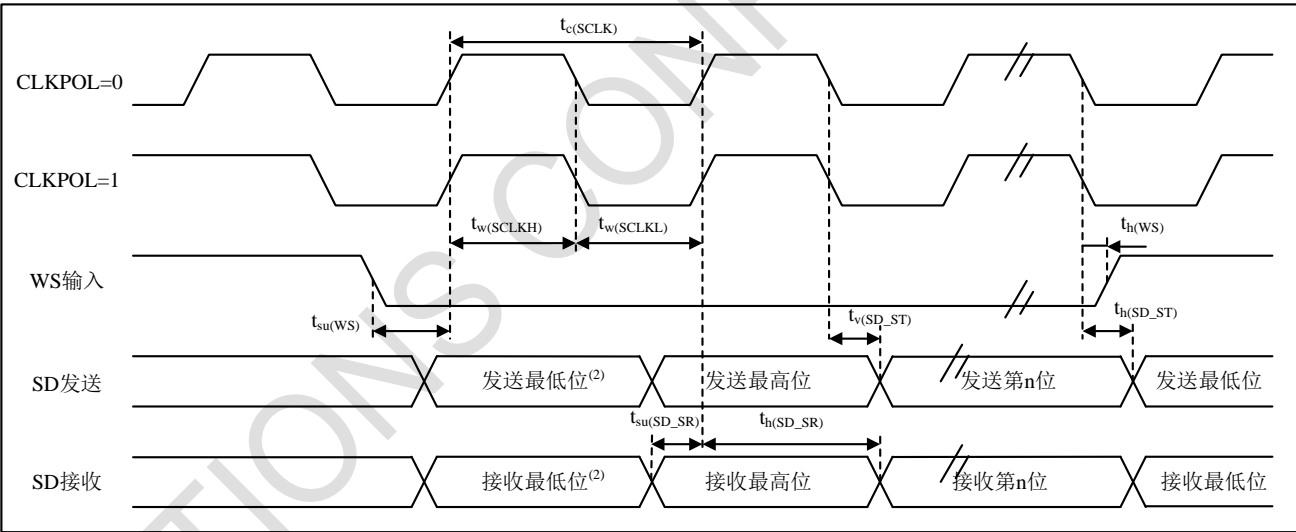 tc(SCLK)
CLKPOL=0
CLKPOL=1
tw(SCLKH)
tw(SCLKL)
th(WS)
WS输入
tsu(WS)
tv(SD_ST)
th(SD_ST)
SD发送
发送最低位(2)
发送最高位
发送第n位
发送最低位
tsu(SD_SR)
th(SD_SR)
SD接收
接收最低位(2)
接收最高位
接收第n位
接收最低位
TIONS CONF